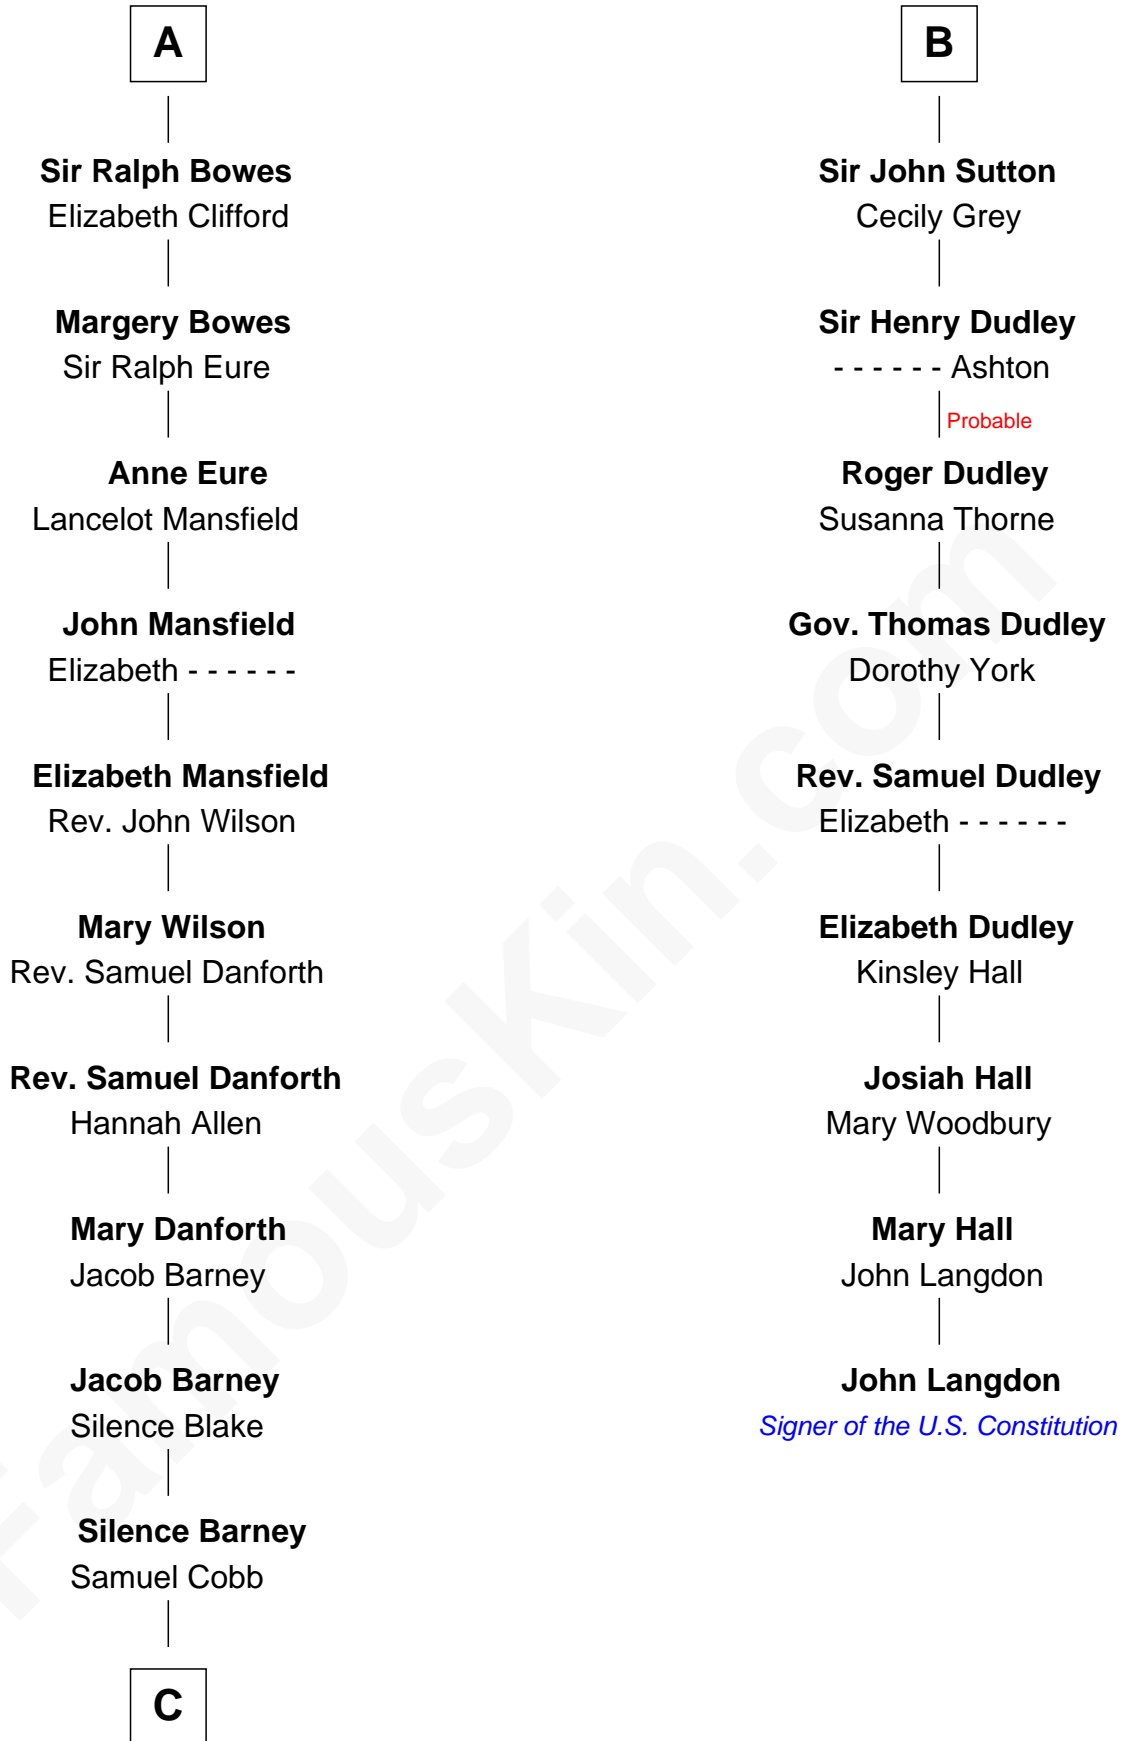 A
Sir Ralph Bowes
Elizabeth Clifford
Margery Bowes
Sir Ralph Eure
Anne Eure
Lancelot Mansfield
John Mansfield
Elizabeth - - - - - -
Elizabeth Mansfield
Rev. John Wilson
Mary Wilson
Rev. Samuel Danforth
Rev. Samuel Danforth
Hannah Allen
Mary Danforth
Jacob Barney
Jacob Barney
Silence Blake
Silence Barney
Samuel Cobb
C
B
Sir John Sutton
Cecily Grey
Sir Henry Dudley
- - - - - - Ashton
Probable
Roger Dudley
Susanna Thorne
Gov. Thomas Dudley
Dorothy York
Rev. Samuel Dudley
Elizabeth - - - - - -
Elizabeth Dudley
Kinsley Hall
Josiah Hall
Mary Woodbury
Mary Hall
John Langdon
John Langdon
Signer of the U.S. Constitution
FamousKin.com